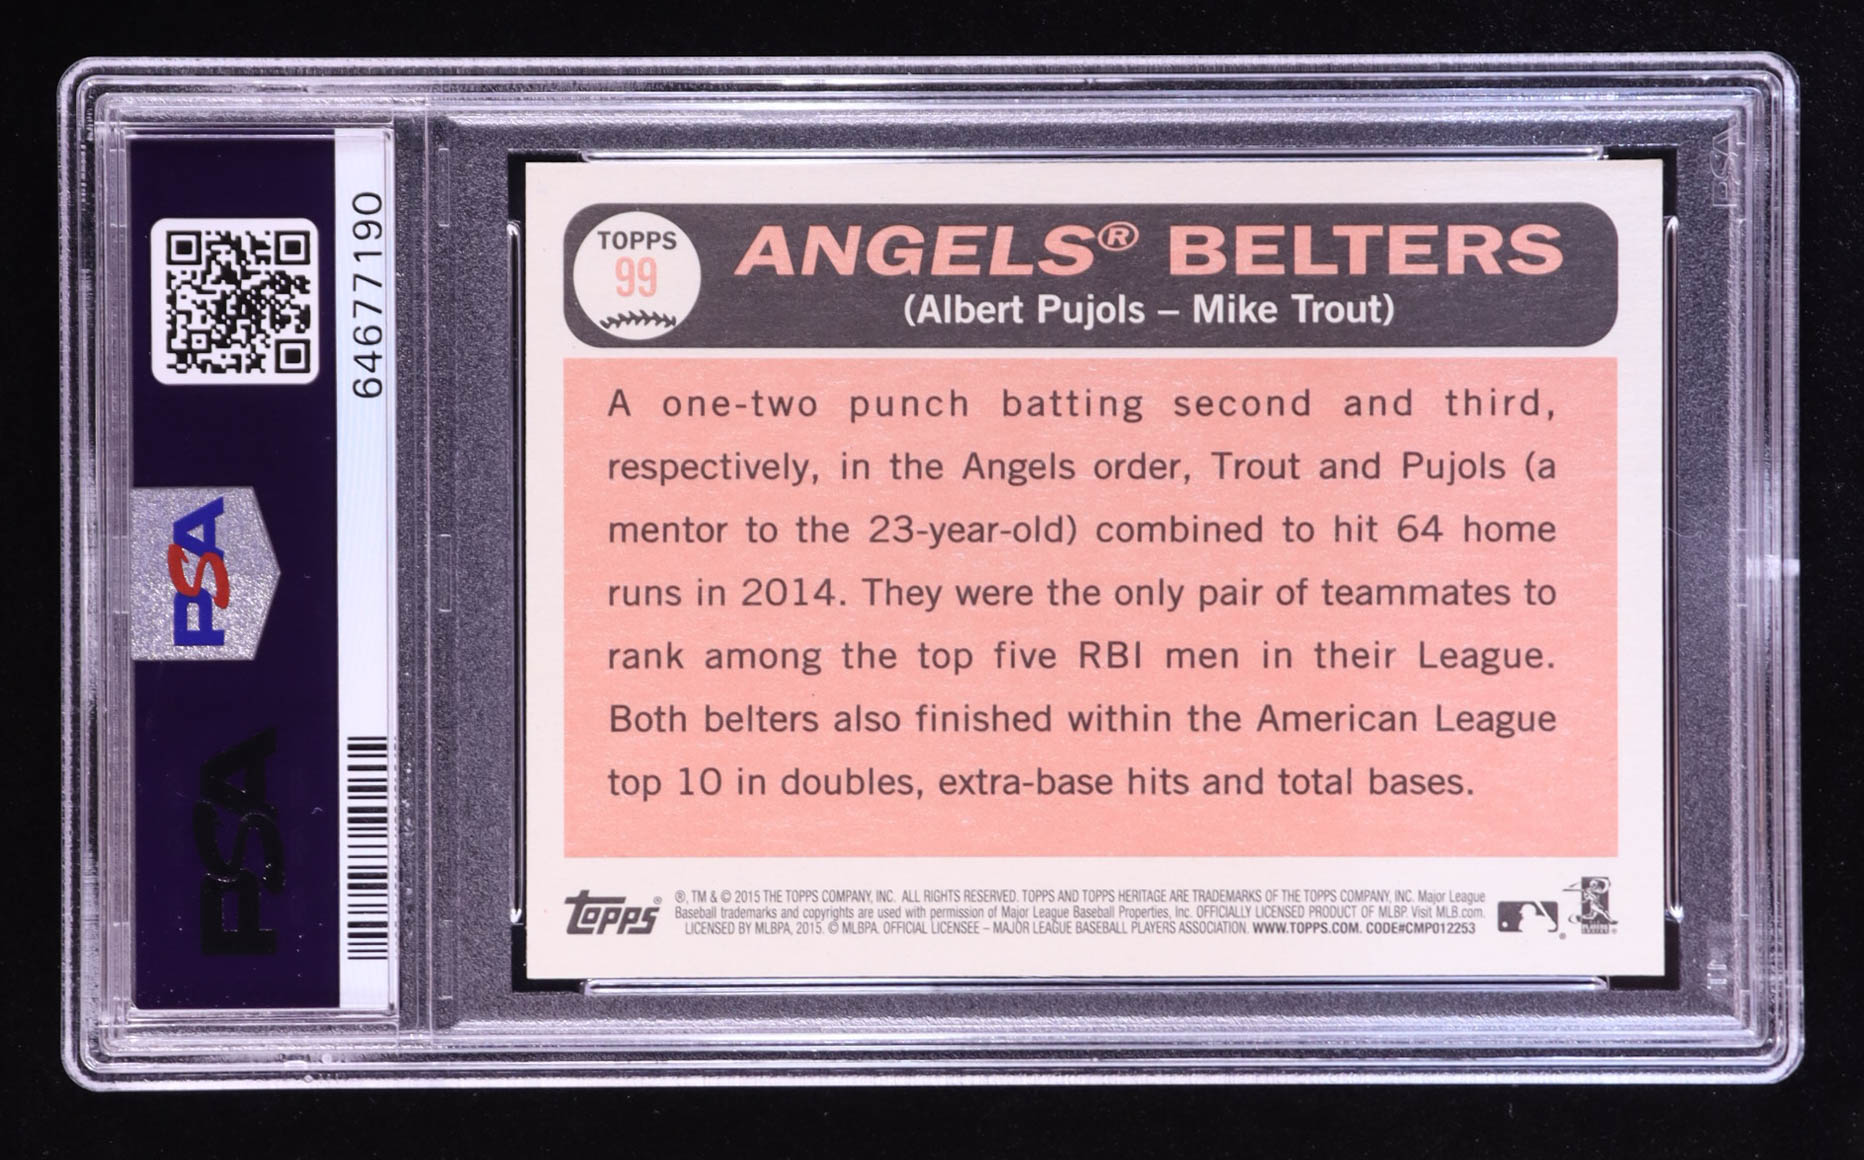 64677190
PSA
PSA
TOPPS
99
ANGELS® BELTERS
(Albert Pujols – Mike Trout)
A one-two punch batting second and third,
respectively, in the Angels order, Trout and Pujols (a
mentor to the 23-year-old) combined to hit 64 home
runs in 2014. They were the only pair of teammates to
rank among the top five RBI men in their League.
Both belters also finished within the American League
top 10 in doubles, extra-base hits and total bases.
topps®
®, TM & © 2015 THE TOPPS COMPANY, INC. ALL RIGHTS RESERVED. TOPPS AND TOPPS HERITAGE ARE TRADEMARKS OF THE TOPPS COMPANY, INC. Major League
Baseball trademarks and copyrights are used with permission of Major League Baseball Properties, Inc. OFFICIALLY LICENSED PRODUCT OF MLBP. Visit MLB.com.
LICENSED BY MLBPA, 2015. © MLBPA. OFFICIAL LICENSEE – MAJOR LEAGUE BASEBALL PLAYERS ASSOCIATION. WWW.TOPPS.COM. CODE#CMP012253
PSA